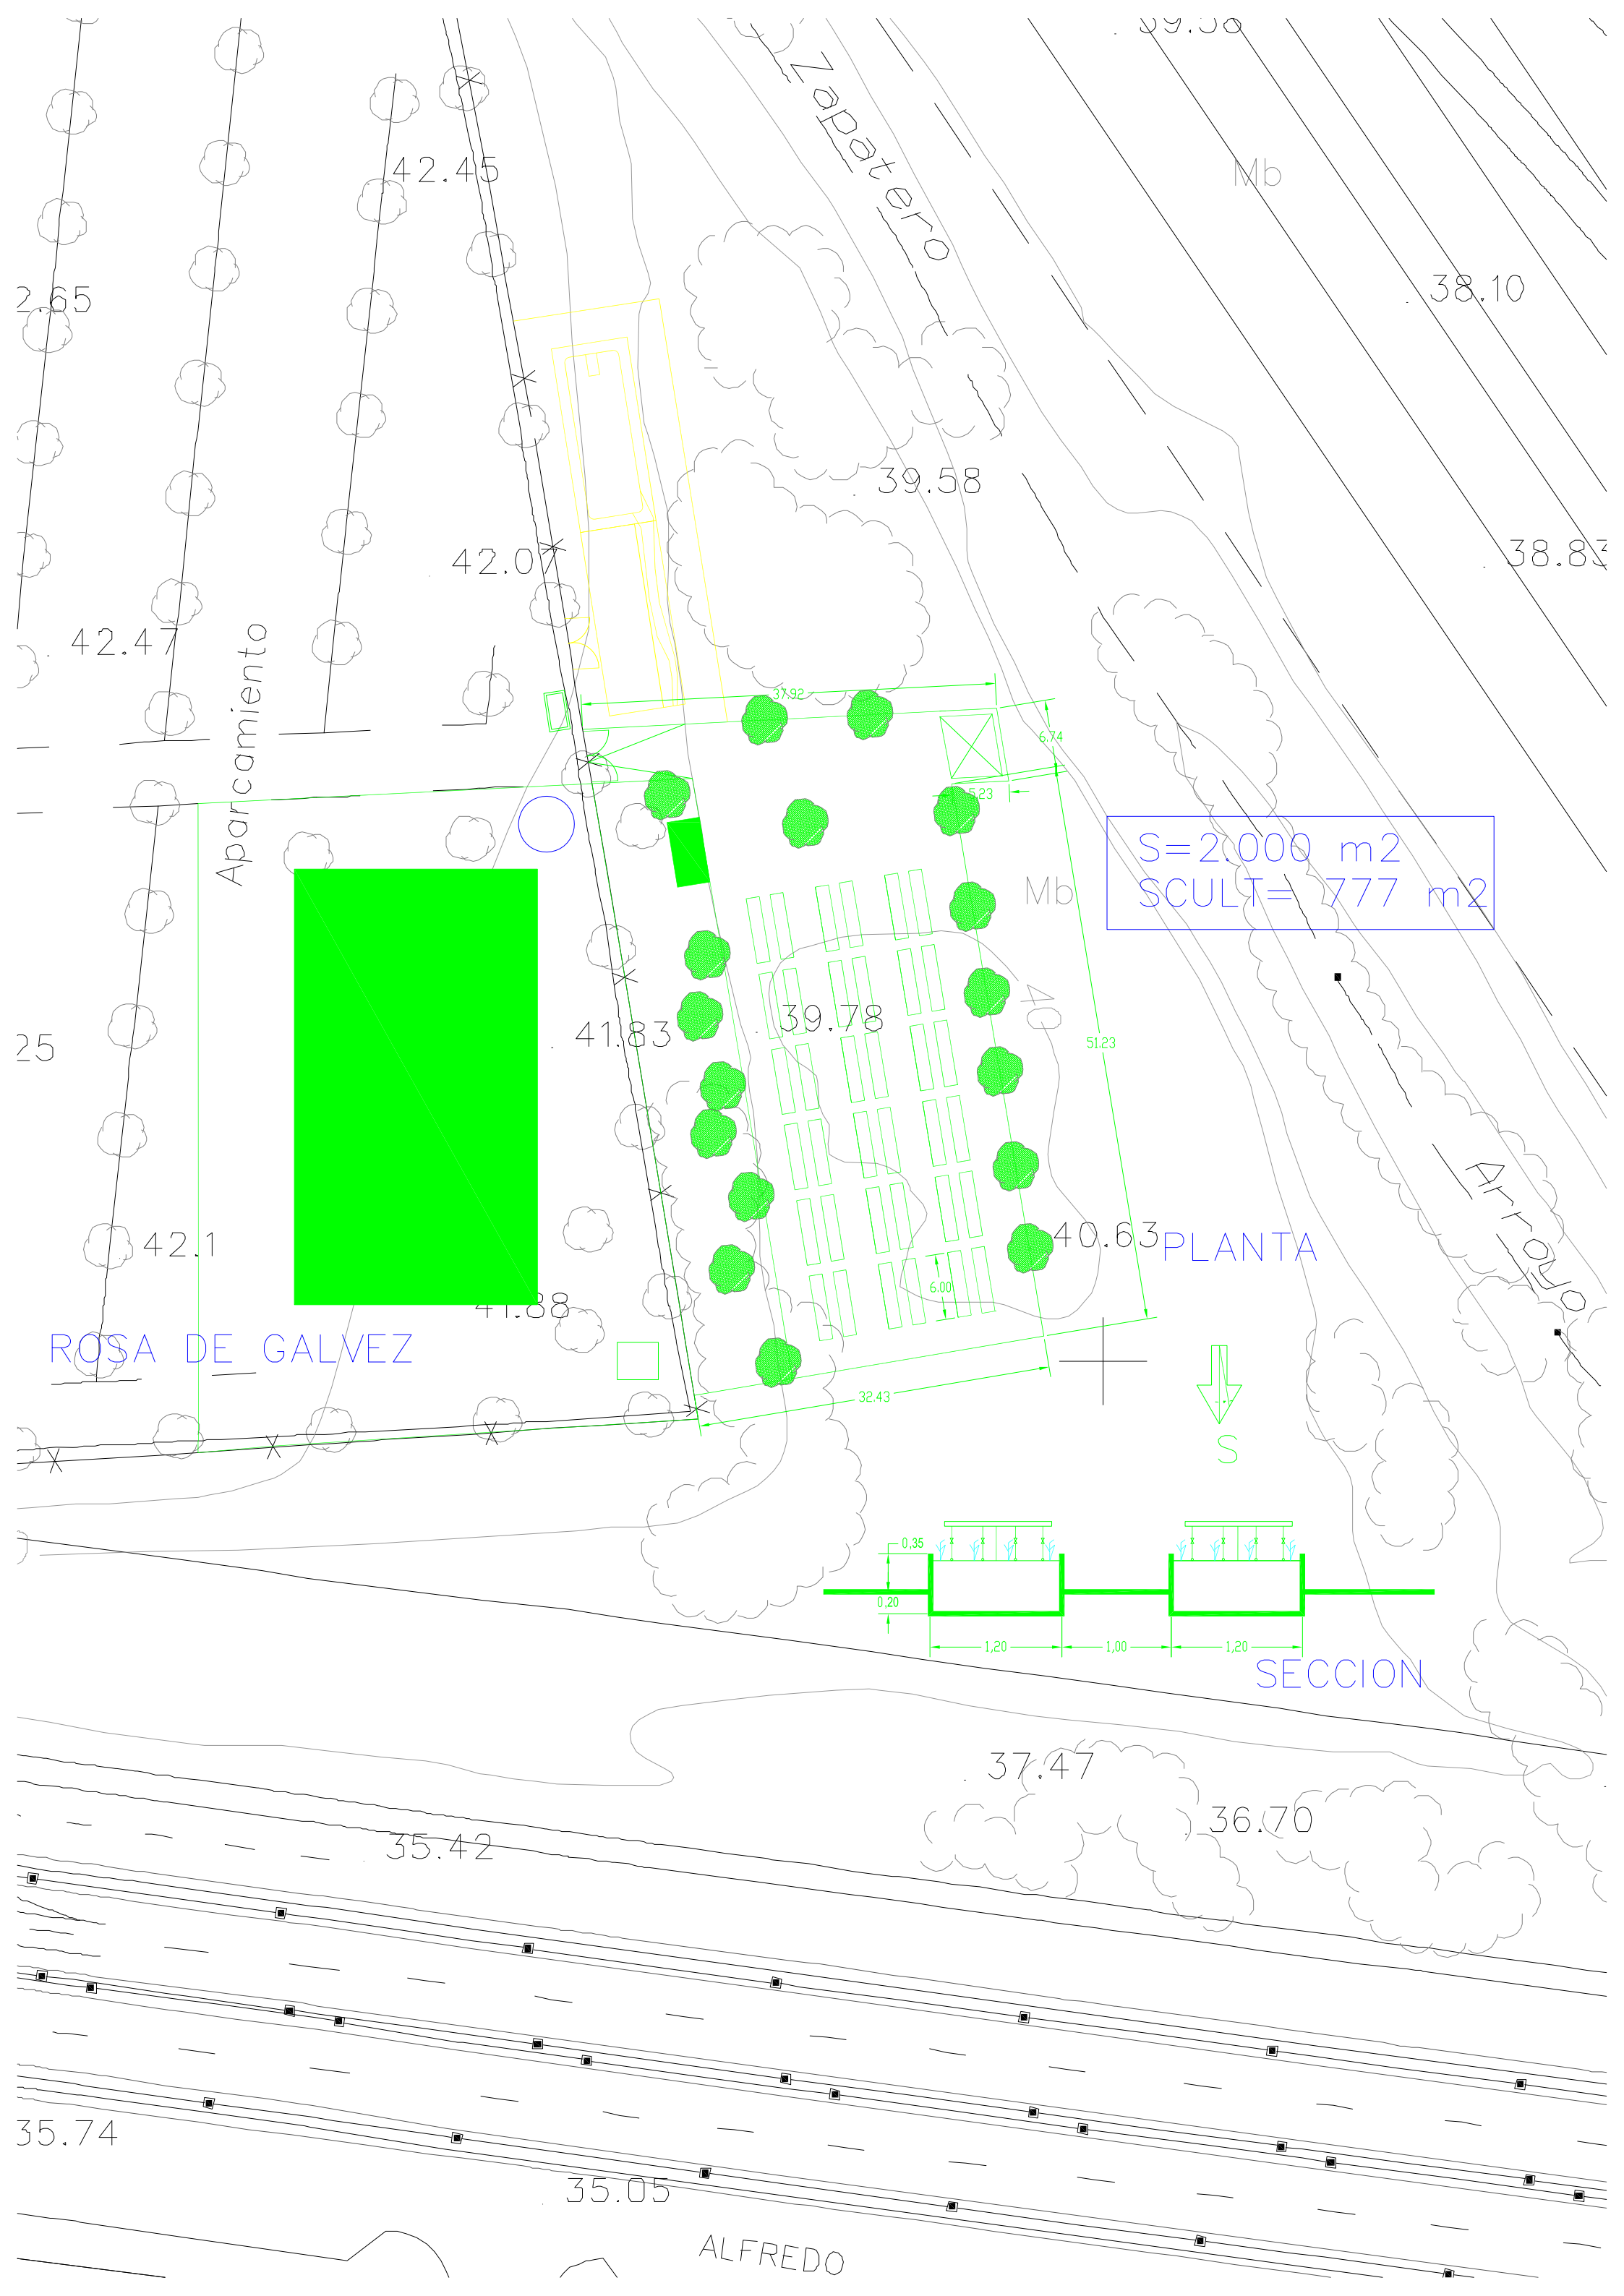 39.58
Zapatero
42.45
Mb
2.65
38.10
39.58
42.07
38.83
42.47
Aparcamiento
37.92
6.74
5.23
S=2.000 m2
SCULT= 777 m2
Mb
40
39.78
41.83
25
51.23
Arroyo
42.1
40.63
PLANTA
6.00
41.88
ROSA DE GALVEZ
32.43
S
0,35
0,20
1,20
1,00
1,20
SECCION
37.47
36.70
35.42
35.74
35.05
ALFREDO